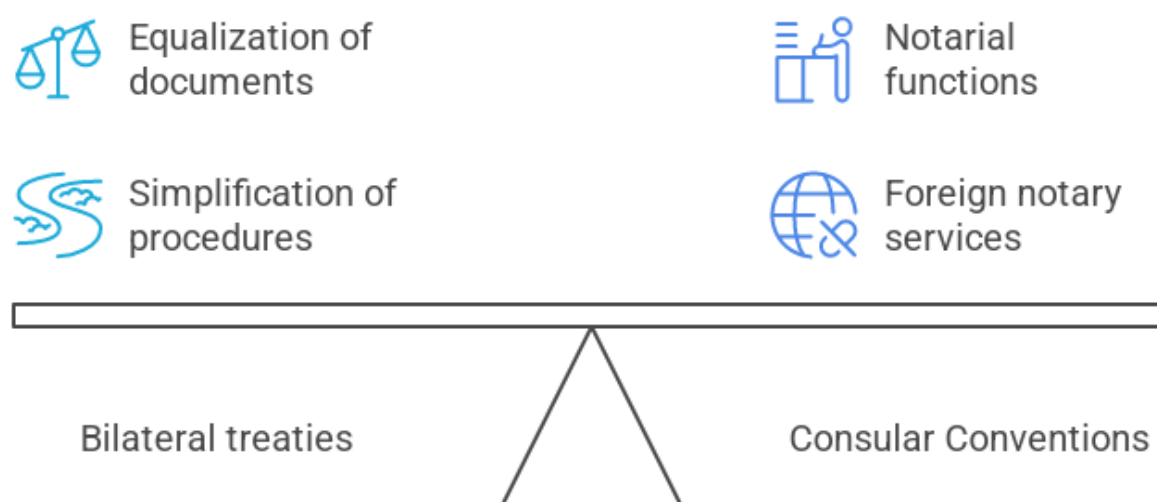 Equalization of
documents
Notarial
functions
Simplification of
procedures
Foreign notary
services
Bilateral treaties
Consular Conventions